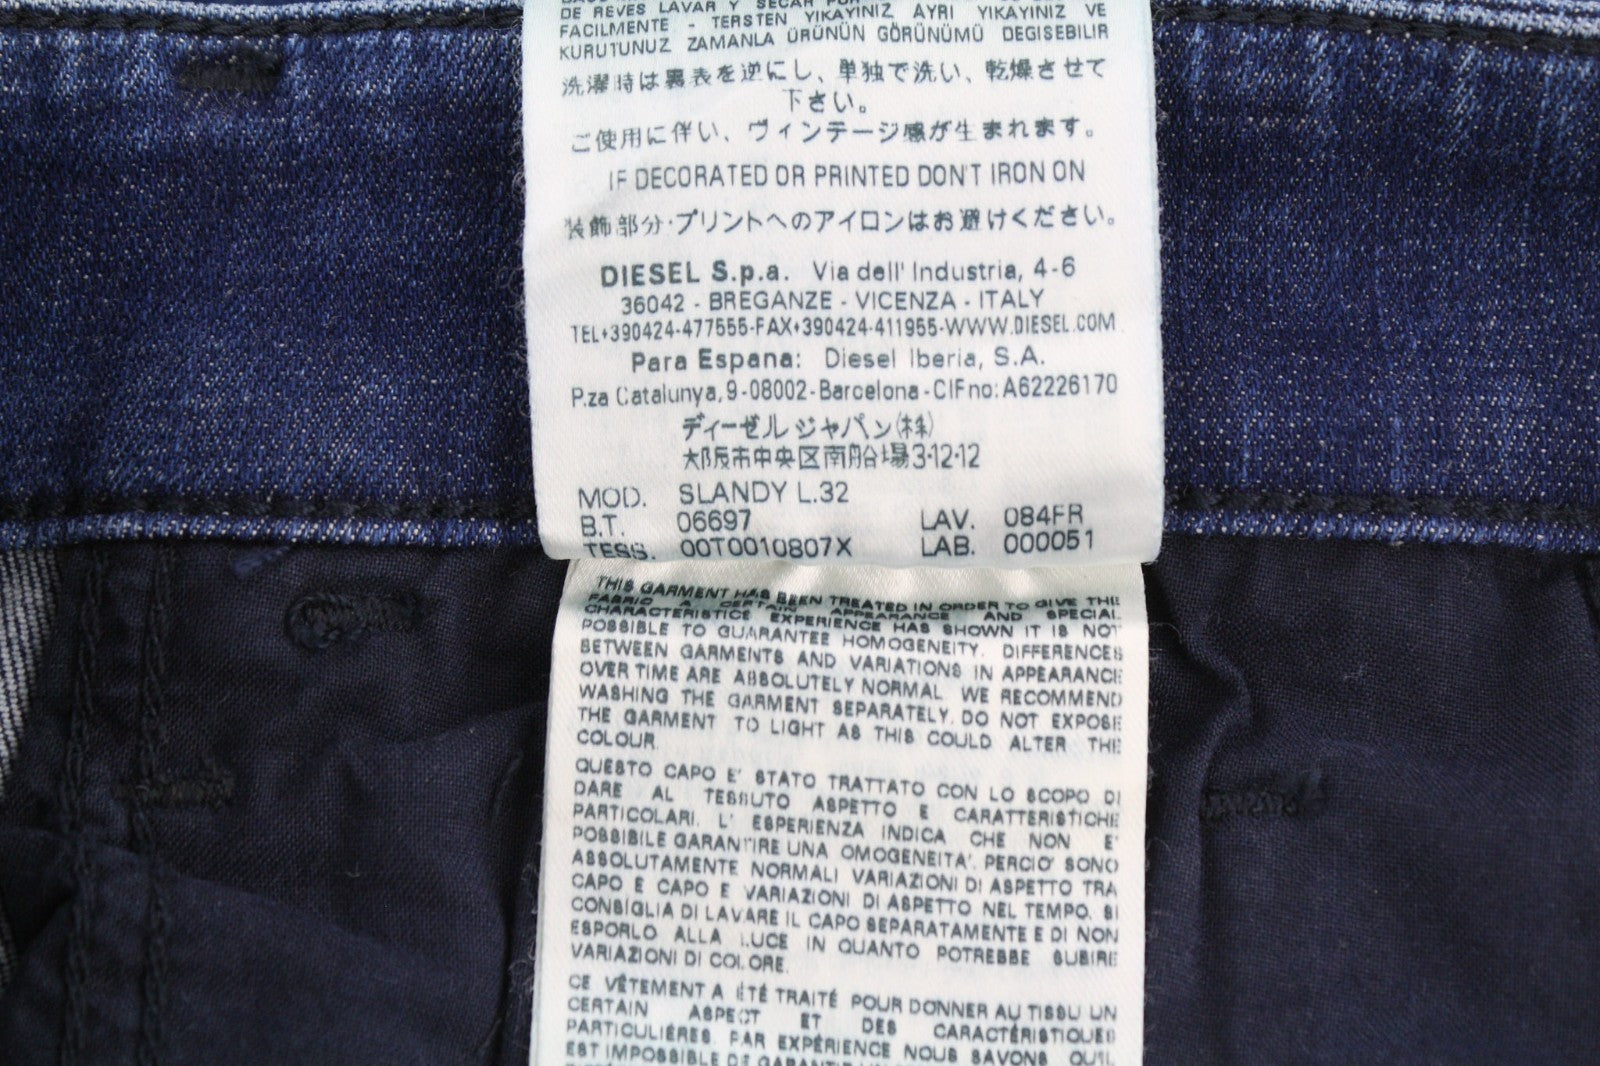 DE REVES LAVAR Y SECAR POR
FACILMENTE - TERSTEN YIKAYINIZ AYRI YIKAYINIZ VE
KURUTUNUZ ZAMANLA ÜRÜNÜN GÖRÜNÜMÜ DEGISEBILIR
洗濯時は裏表を逆にし、単独で洗い、乾燥させて
下さい。
ご使用に伴い、ヴィンテージ感が生まれます。
IF DECORATED OR PRINTED DON'T IRON ON
装飾部分・プリントへのアイロンはお避けください。
DIESEL S.p.a. Via dell' Industria, 4-6
36042 - BREGANZE - VICENZA - ITALY
TEL+390424-477555-FAX+390424-411955-WWW.DIESEL.COM
Para Espana: Diesel Iberia, S.A.
P.za Catalunya, 9 - 08002 - Barcelona - CIF no: A62226170
ディーゼル ジャパン(株)
大阪市中央区南船台場3-12-12
MOD. SLANDY L.32
B.T. 06697 LAV. 084FR
TESS. 00T0010807X LAB. 000051
THIS GARMENT HAS BEEN TREATED IN ORDER TO GIVE THE
FABRIC A CERTAIN APPEARANCE AND SPECIAL
CHARACTERISTICE EXPERIENCE HAS SHOWN IT IS NOT
POSSIBLE TO GUARANTEE HOMOGENEITY. DIFFERENCES
BETWEEN GARMENTS AND VARIATIONS IN APPEARANCE
OVER TIME ARE ABSOLUTELY NORMAL. WE RECOMMEND
WASHING THE GARMENT SEPARATELY. DO NOT EXPOSE
THE GARMENT TO LIGHT AS THIS COULD ALTER THE
COLOUR.
QUESTO CAPO E' STATO TRATTATO CON LO SCOPO DI
DARE AL TESSUTO ASPETTO E CARATTERISTICHE
PARTICOLARI. L' ESPERIENZA INDICA CHE NON E'
POSSIBILE GARANTIRE UNA OMOGENEITA'. PERCIO' SONO
ASSOLUTAMENTE NORMALI VARIAZIONI DI ASPETTO TRA
CAPO E CAPO E VARIAZIONI DI ASPETTO NEL TEMPO. SI
CONSIGLIA DI LAVARE IL CAPO SEPARATAMENTE E DI NON
ESPORLO ALLA LUCE IN QUANTO POTREBBE SUBIRE
VARIAZIONI DI COLORE.
CE VÊTEMENT A ÉTÉ TRAITÉ POUR DONNER AU TISSU UN
CERTAIN ASPECT ET DES CARACTÉRISTIQUES
PARTICULIÈRES. PAR EXPÉRIENCE NOUS SAVONS QU'IL
EST IMPOSSIBLE DE GARANTIR UNE